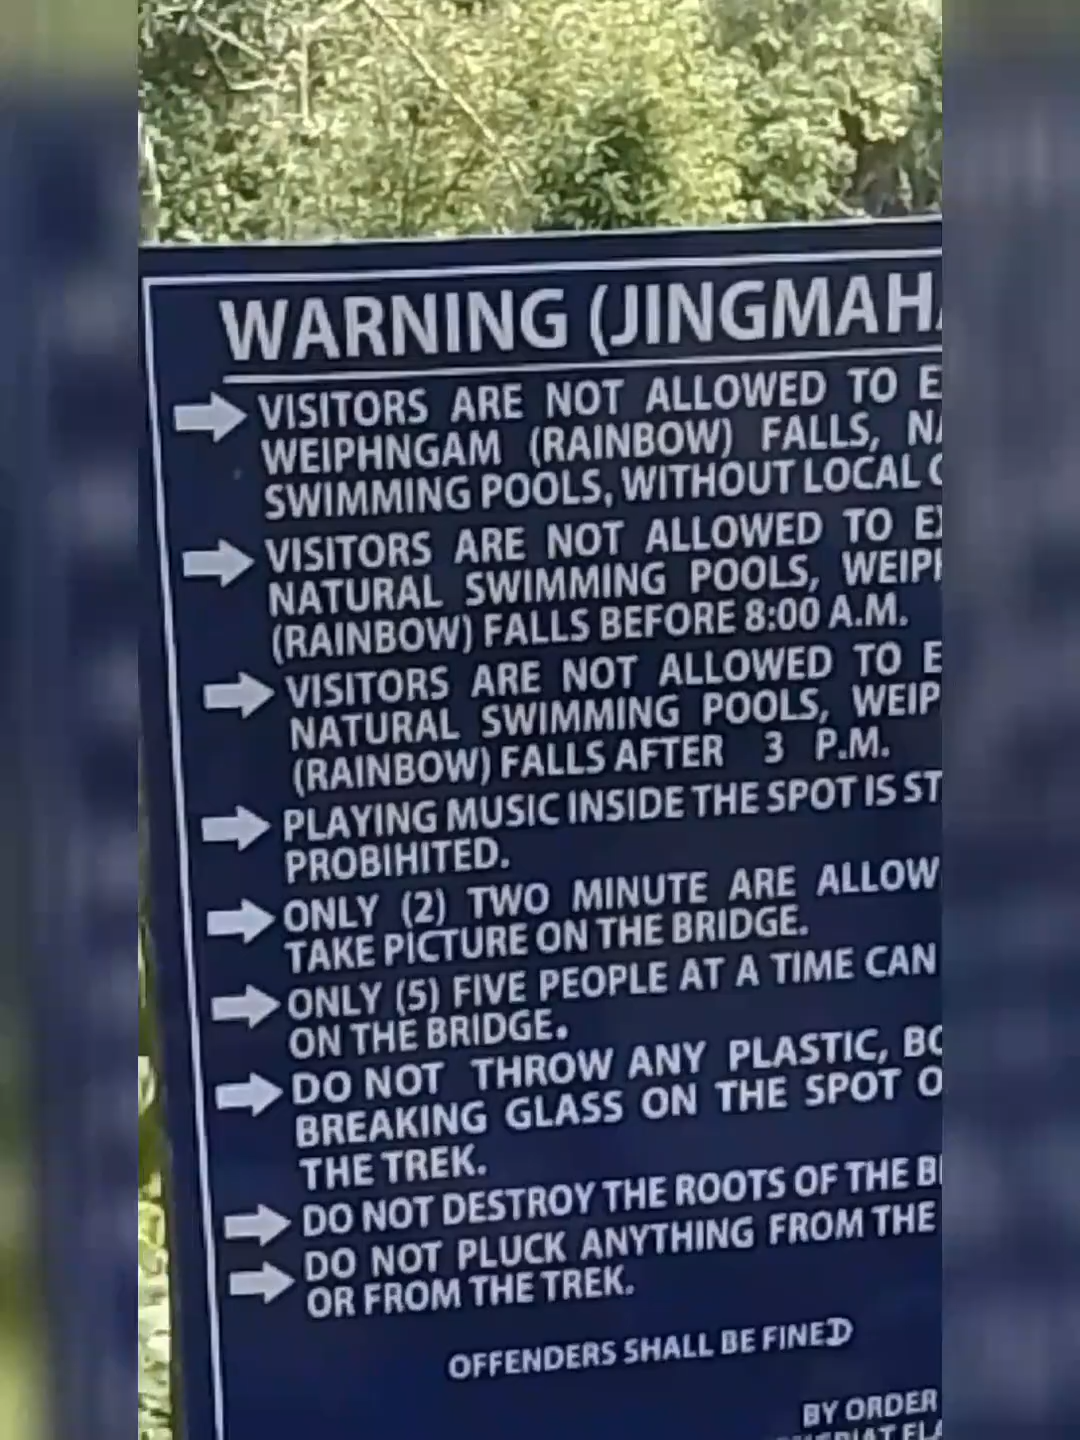 WARNING (JINGMAH
VISITORS ARE NOT ALLOWED TO E
WEIPHNGAM (RAINBOW) FALLS, NA
SWIMMING POOLS, WITHOUT LOCAL
VISITORS ARE NOT ALLOWED TO EX
NATURAL SWIMMING POOLS, WEIPH
(RAINBOW) FALLS BEFORE 8:00 A.M.
VISITORS ARE NOT ALLOWED TO E
NATURAL SWIMMING POOLS, WEIP
(RAINBOW) FALLS AFTER 3 P.M.
PLAYING MUSIC INSIDE THE SPOT IS ST
PROBIHITED.
ONLY (2) TWO MINUTE ARE ALLOW
TAKE PICTURE ON THE BRIDGE.
ONLY (5) FIVE PEOPLE AT A TIME CAN
ON THE BRIDGE.
DO NOT THROW ANY PLASTIC, BO
BREAKING GLASS ON THE SPOT O
THE TREK.
DO NOT DESTROY THE ROOTS OF THE B
DO NOT PLUCK ANYTHING FROM THE
OR FROM THE TREK.
OFFENDERS SHALL BE FINED
BY ORDER